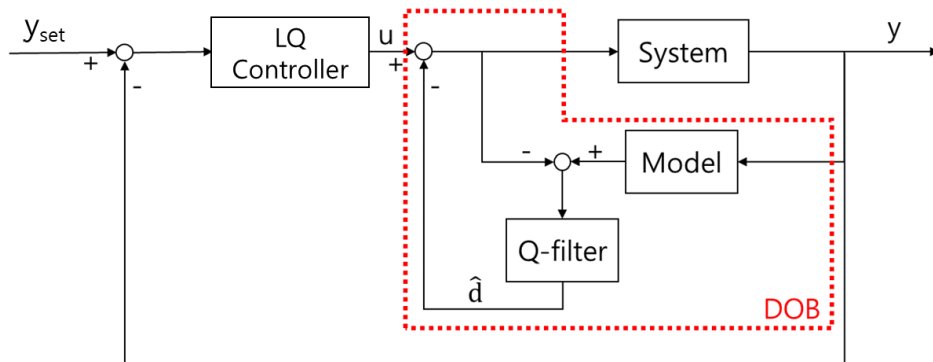 y_set
+
-
LQ
Controller
u
+
-
System
y
-
+
Model
Q-filter
d̂
DOB